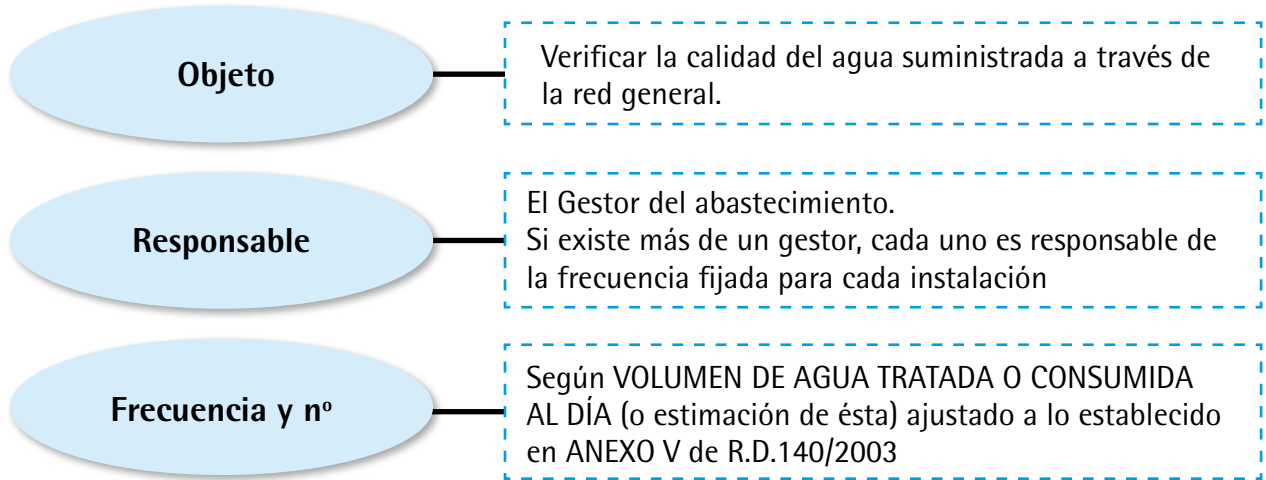 Objeto
Verificar la calidad del agua suministrada a través de
la red general.
Responsable
El Gestor del abastecimiento.
Si existe más de un gestor, cada uno es responsable de
la frecuencia fijada para cada instalación
Frecuencia y nº
Según VOLUMEN DE AGUA TRATADA O CONSUMIDA
AL DÍA (o estimación de ésta) ajustado a lo establecido
en ANEXO V de R.D.140/2003